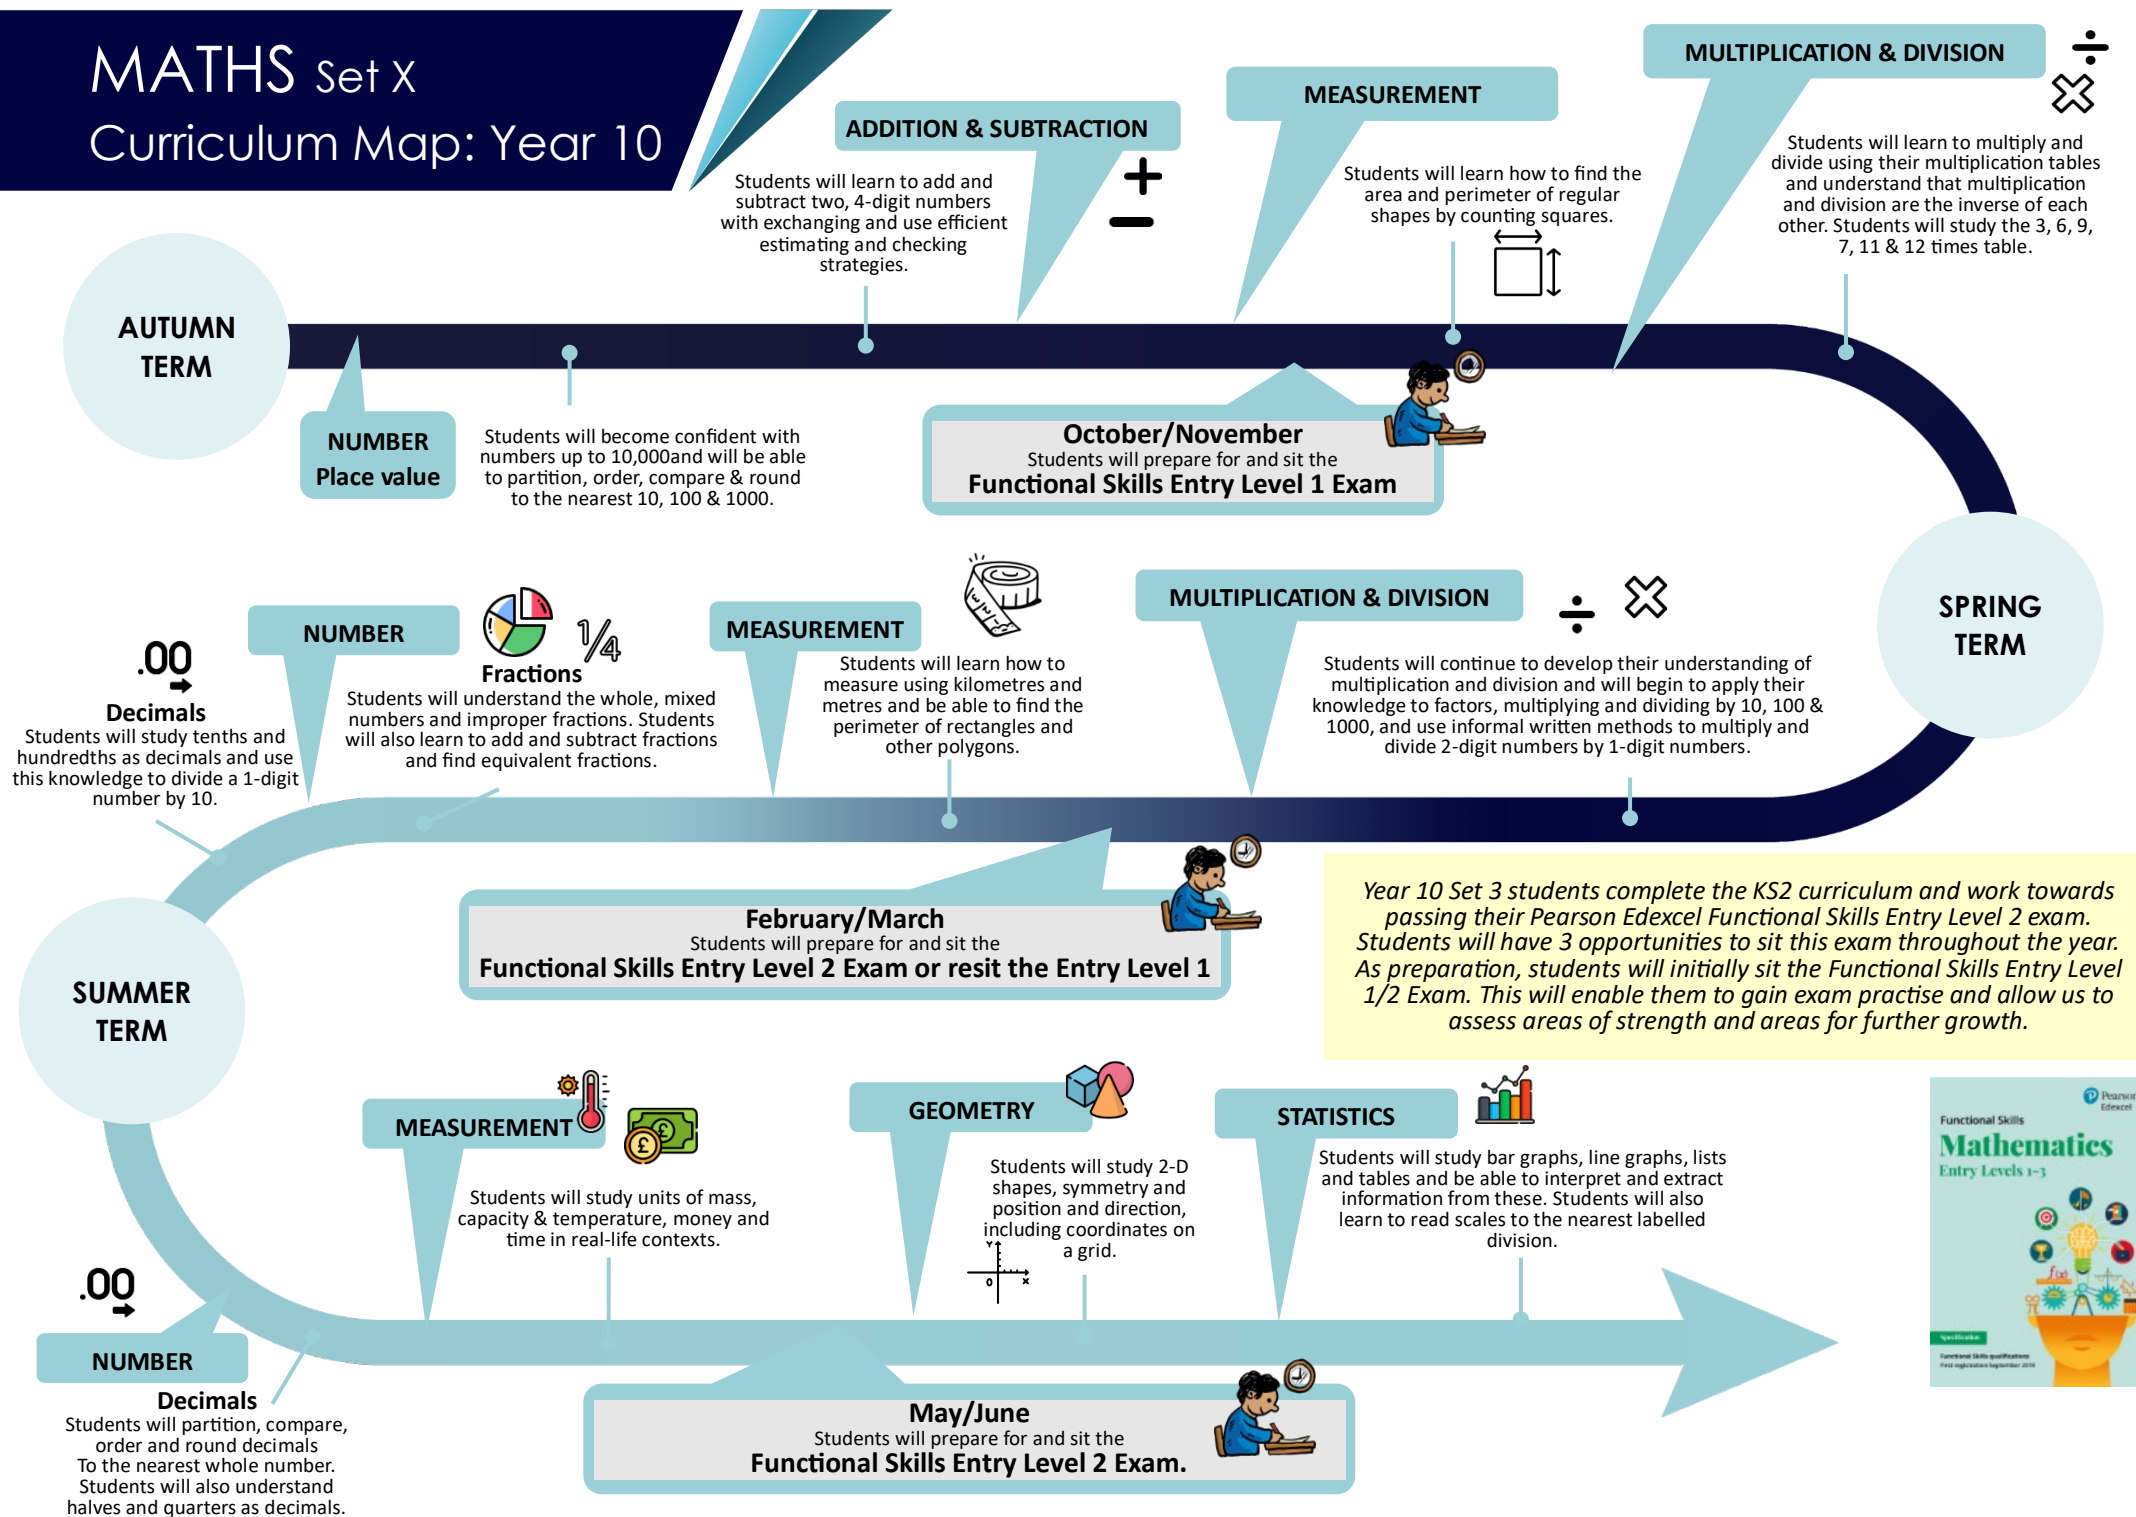 MATHS Set X
Curriculum Map: Year 10
AUTUMN
TERM
NUMBER
Place value
Students will become confident with
numbers up to 10,000and will be able
to partition, order, compare & round
to the nearest 10, 100 & 1000.
ADDITION & SUBTRACTION
Students will learn to add and
subtract two, 4-digit numbers
with exchanging and use efficient
estimating and checking
strategies.
MEASUREMENT
Students will learn how to find the
area and perimeter of regular
shapes by counting squares.
October/November
Students will prepare for and sit the
Functional Skills Entry Level 1 Exam
MULTIPLICATION & DIVISION
Students will learn to multiply and
divide using their multiplication tables
and understand that multiplication
and division are the inverse of each
other. Students will study the 3, 6, 9,
7, 11 & 12 times table.
SPRING
TERM
MULTIPLICATION & DIVISION
Students will continue to develop their understanding of
multiplication and division and will begin to apply their
knowledge to factors, multiplying and dividing by 10, 100 &
1000, and use informal written methods to multiply and
divide 2-digit numbers by 1-digit numbers.
MEASUREMENT
Students will learn how to
measure using kilometres and
metres and be able to find the
perimeter of rectangles and
other polygons.
February/March
Students will prepare for and sit the
Functional Skills Entry Level 2 Exam or resit the Entry Level 1
NUMBER
1/4
Fractions
Students will understand the whole, mixed
numbers and improper fractions. Students
will also learn to add and subtract fractions
and find equivalent fractions.
.00
Decimals
Students will study tenths and
hundredths as decimals and use
this knowledge to divide a 1-digit
number by 10.
Year 10 Set 3 students complete the KS2 curriculum and work towards
passing their Pearson Edexcel Functional Skills Entry Level 2 exam.
Students will have 3 opportunities to sit this exam throughout the year.
As preparation, students will initially sit the Functional Skills Entry Level
1/2 Exam. This will enable them to gain exam practise and allow us to
assess areas of strength and areas for further growth.
SUMMER
TERM
.00
NUMBER
Decimals
Students will partition, compare,
order and round decimals
To the nearest whole number.
Students will also understand
halves and quarters as decimals.
MEASUREMENT
Students will study units of mass,
capacity & temperature, money and
time in real-life contexts.
May/June
Students will prepare for and sit the
Functional Skills Entry Level 2 Exam.
GEOMETRY
Students will study 2-D
shapes, symmetry and
position and direction,
including coordinates on
a grid.
Y
0 X
STATISTICS
Students will study bar graphs, line graphs, lists
and tables and be able to interpret and extract
information from these. Students will also
learn to read scales to the nearest labelled
division.
Pearson
Edexcel
Functional Skills
Mathematics
Entry Levels 1-3
f(x)
Specification
Functional Skills qualifications
First registration September 2019